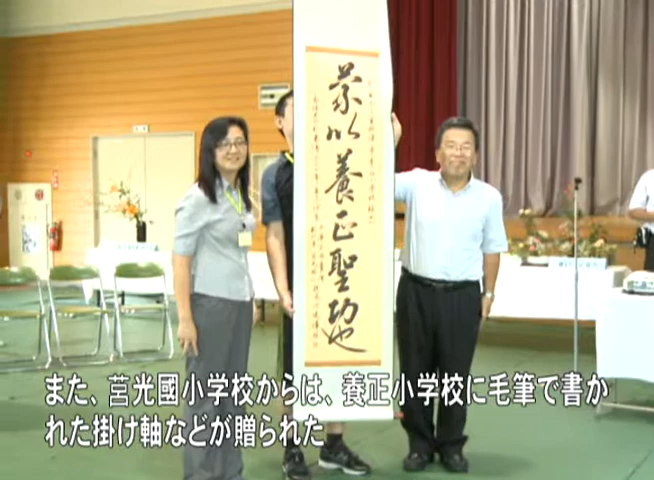 蒙以養正聖功也
また、莒光國小学校からは、養正小学校に毛筆で書か
れた掛け軸などが贈られた